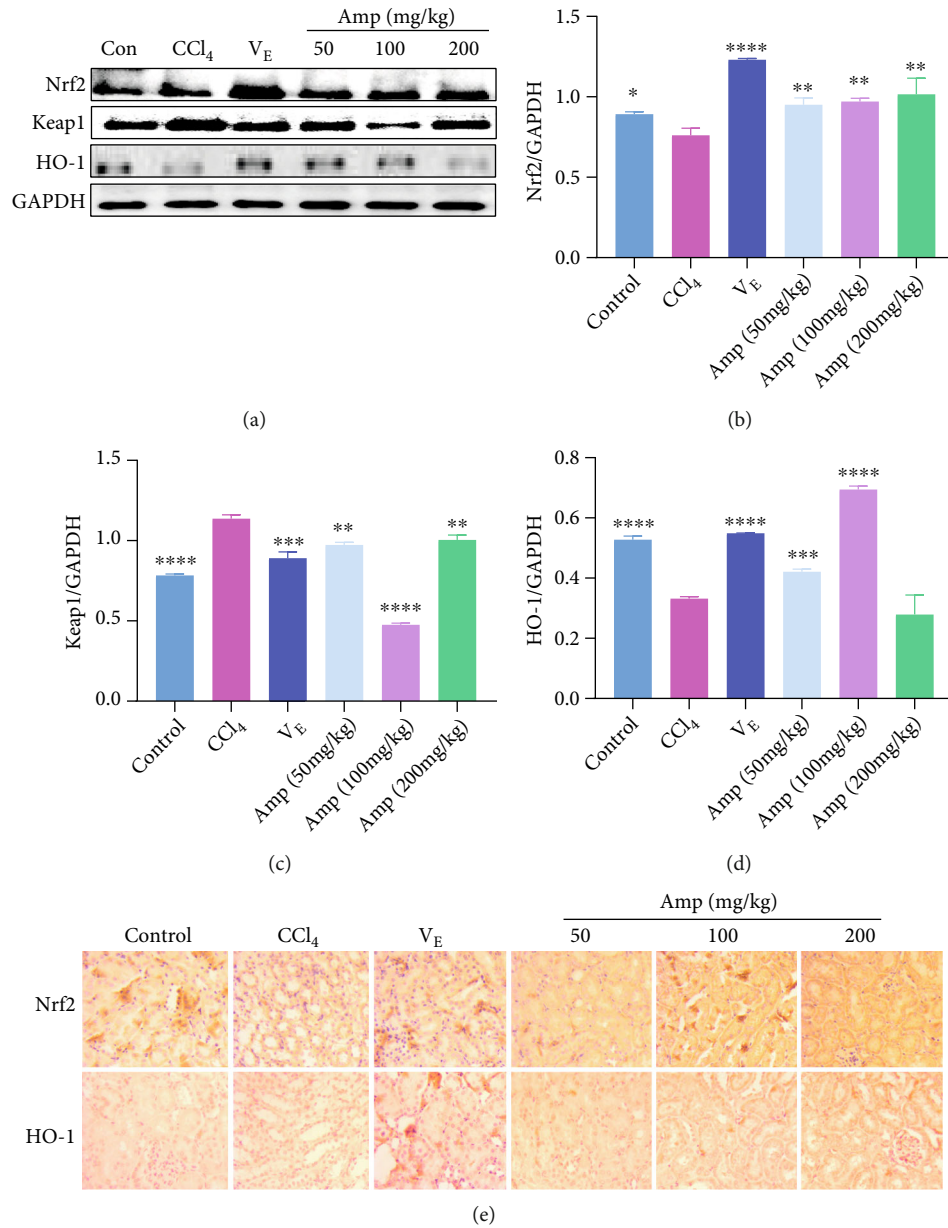 Amp (mg/kg)
Con CCl4 VE 50 100 200
Nrf2
Keap1
HO-1
GAPDH
(a)
Nrf2/GAPDH
1.5
1.0
0.5
0.0
* **** ** ** **
Control CCl4 VE Amp (50mg/kg) Amp (100mg/kg) Amp (200mg/kg)
(b)
Keap1/GAPDH
1.5
1.0
0.5
0.0
**** *** ** **** **
Control CCl4 VE Amp (50mg/kg) Amp (100mg/kg) Amp (200mg/kg)
(c)
HO-1/GAPDH
0.8
0.6
0.4
0.2
0.0
**** **** *** ****
Control CCl4 VE Amp (50mg/kg) Amp (100mg/kg) Amp (200mg/kg)
(d)
Amp (mg/kg)
Control CCl4 VE 50 100 200
Nrf2
HO-1
(e)